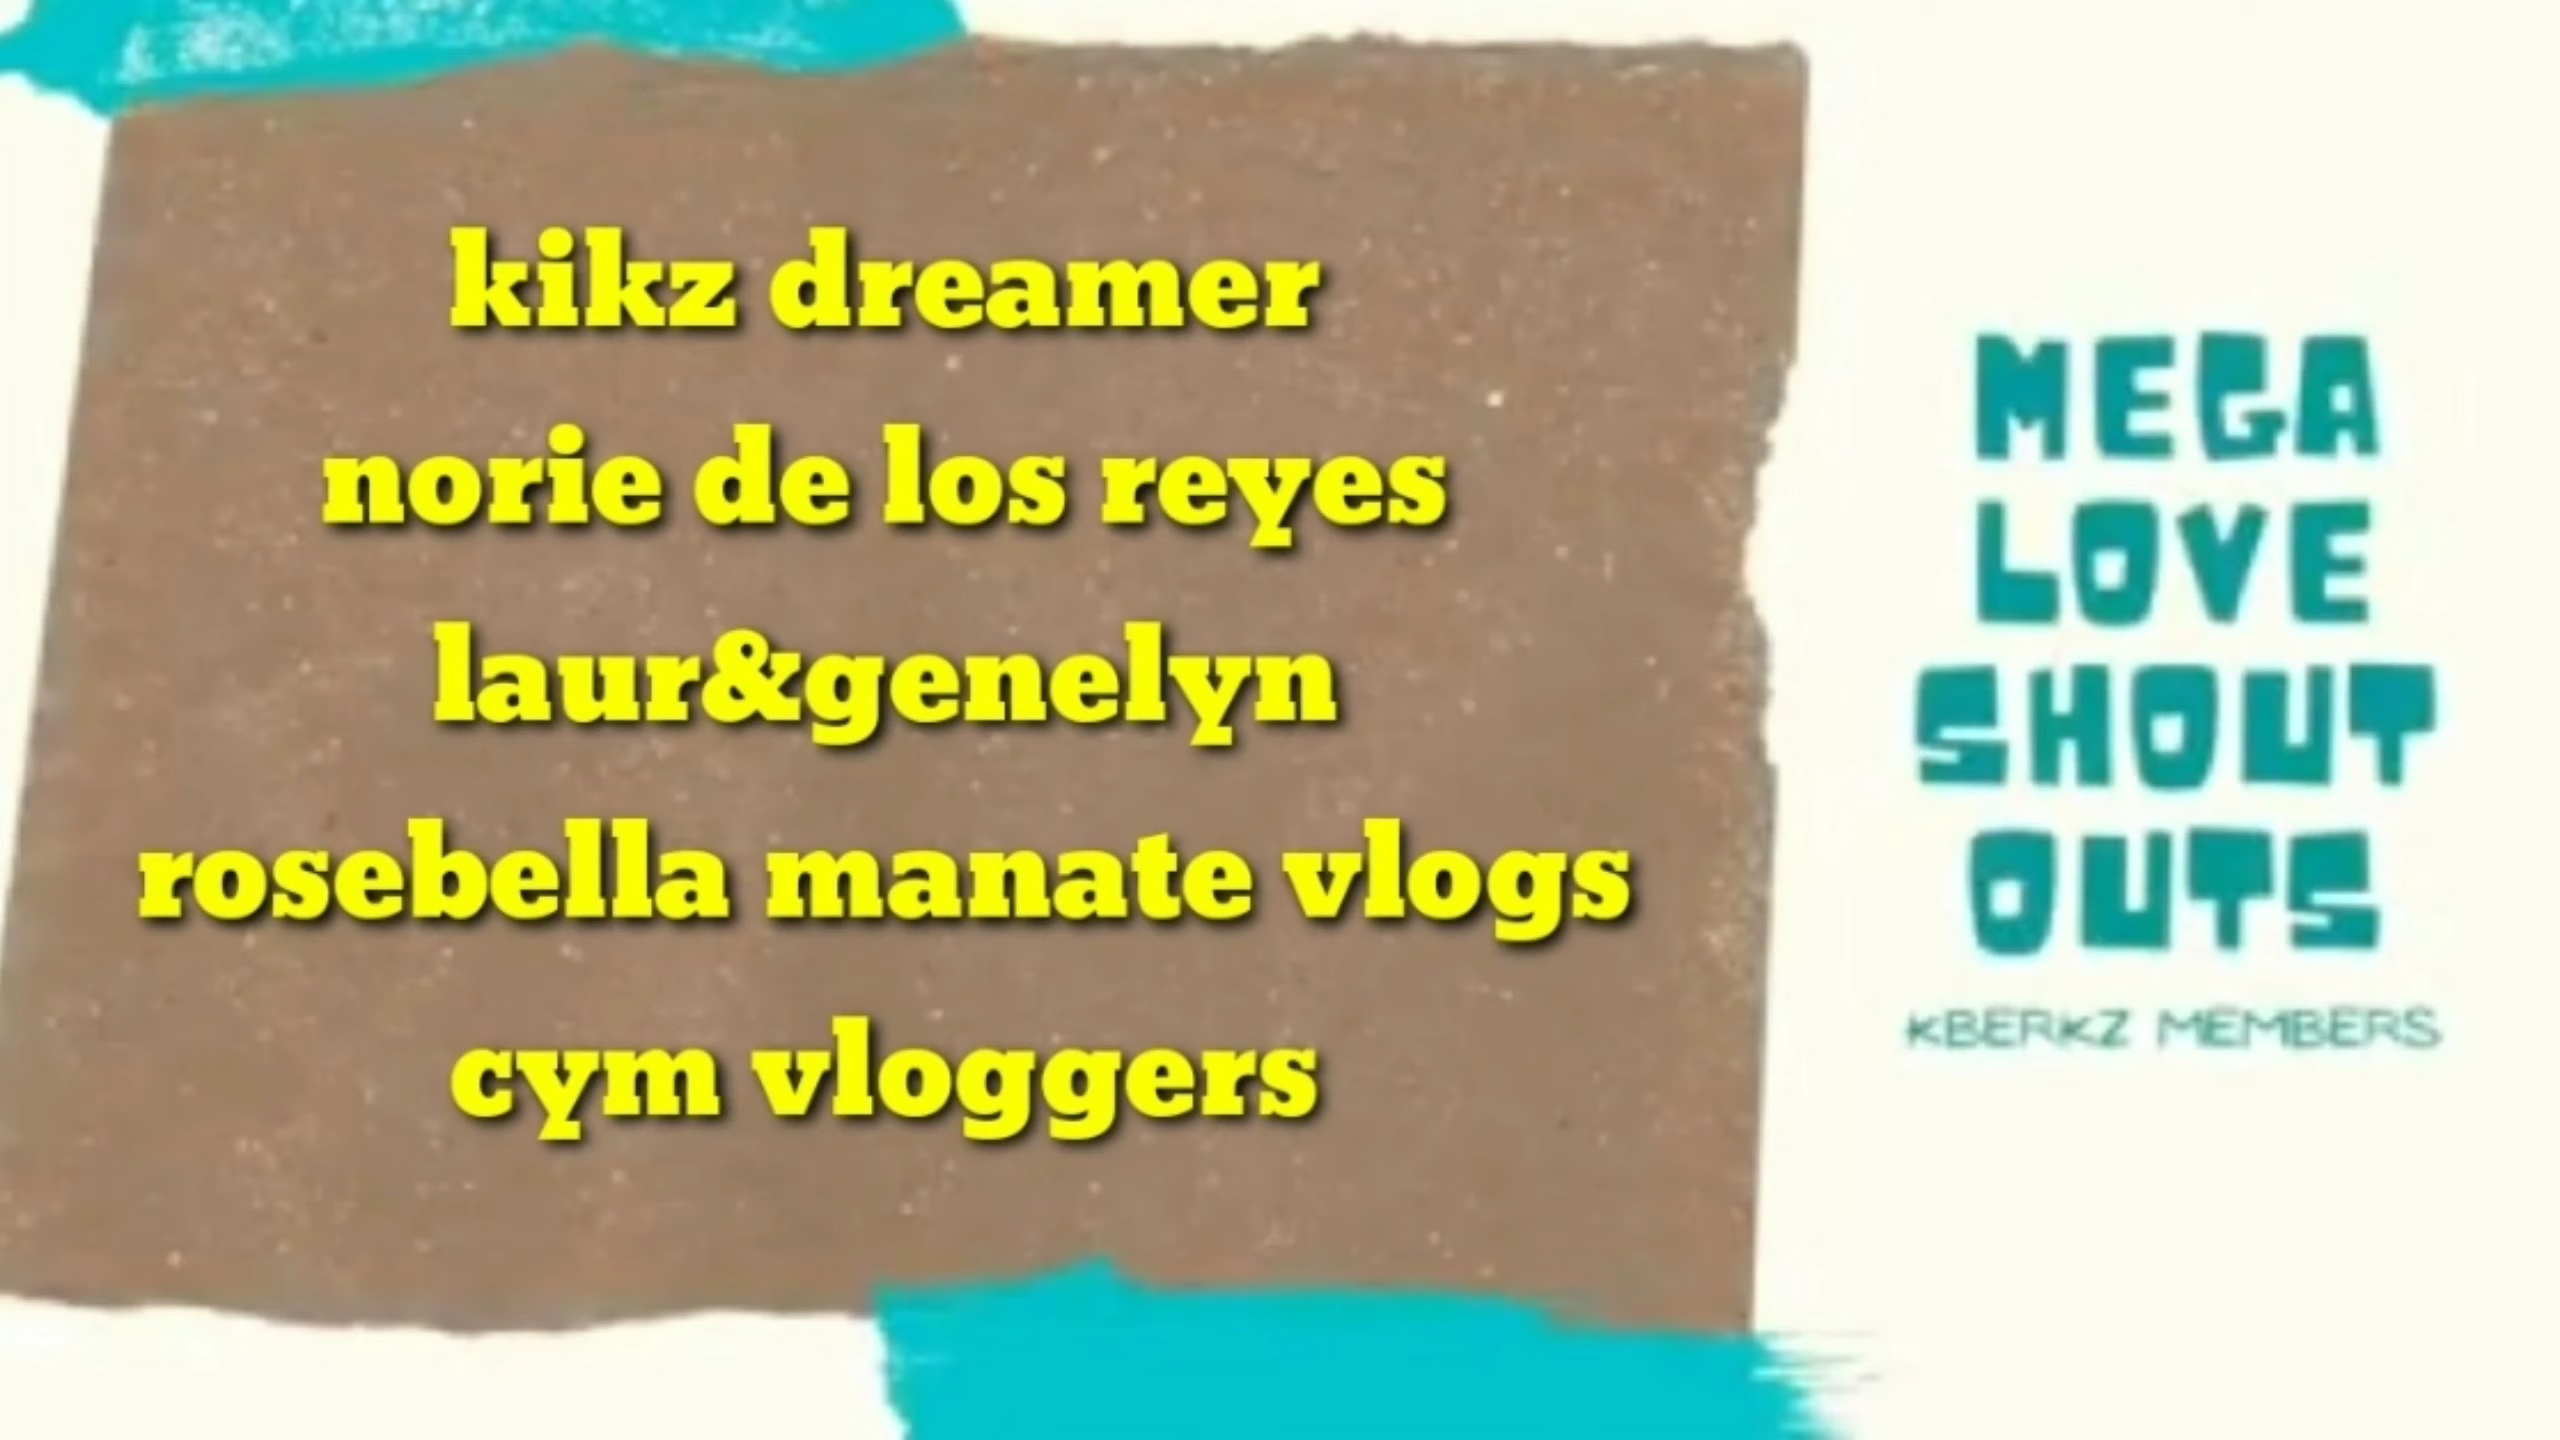 kikz dreamer
norie de los reyes
laur&genelyn
rosebella manate vlogs
cym vloggers
MEGA
LOVE
SHOUT
OUTS
KBERKZ MEMBERS